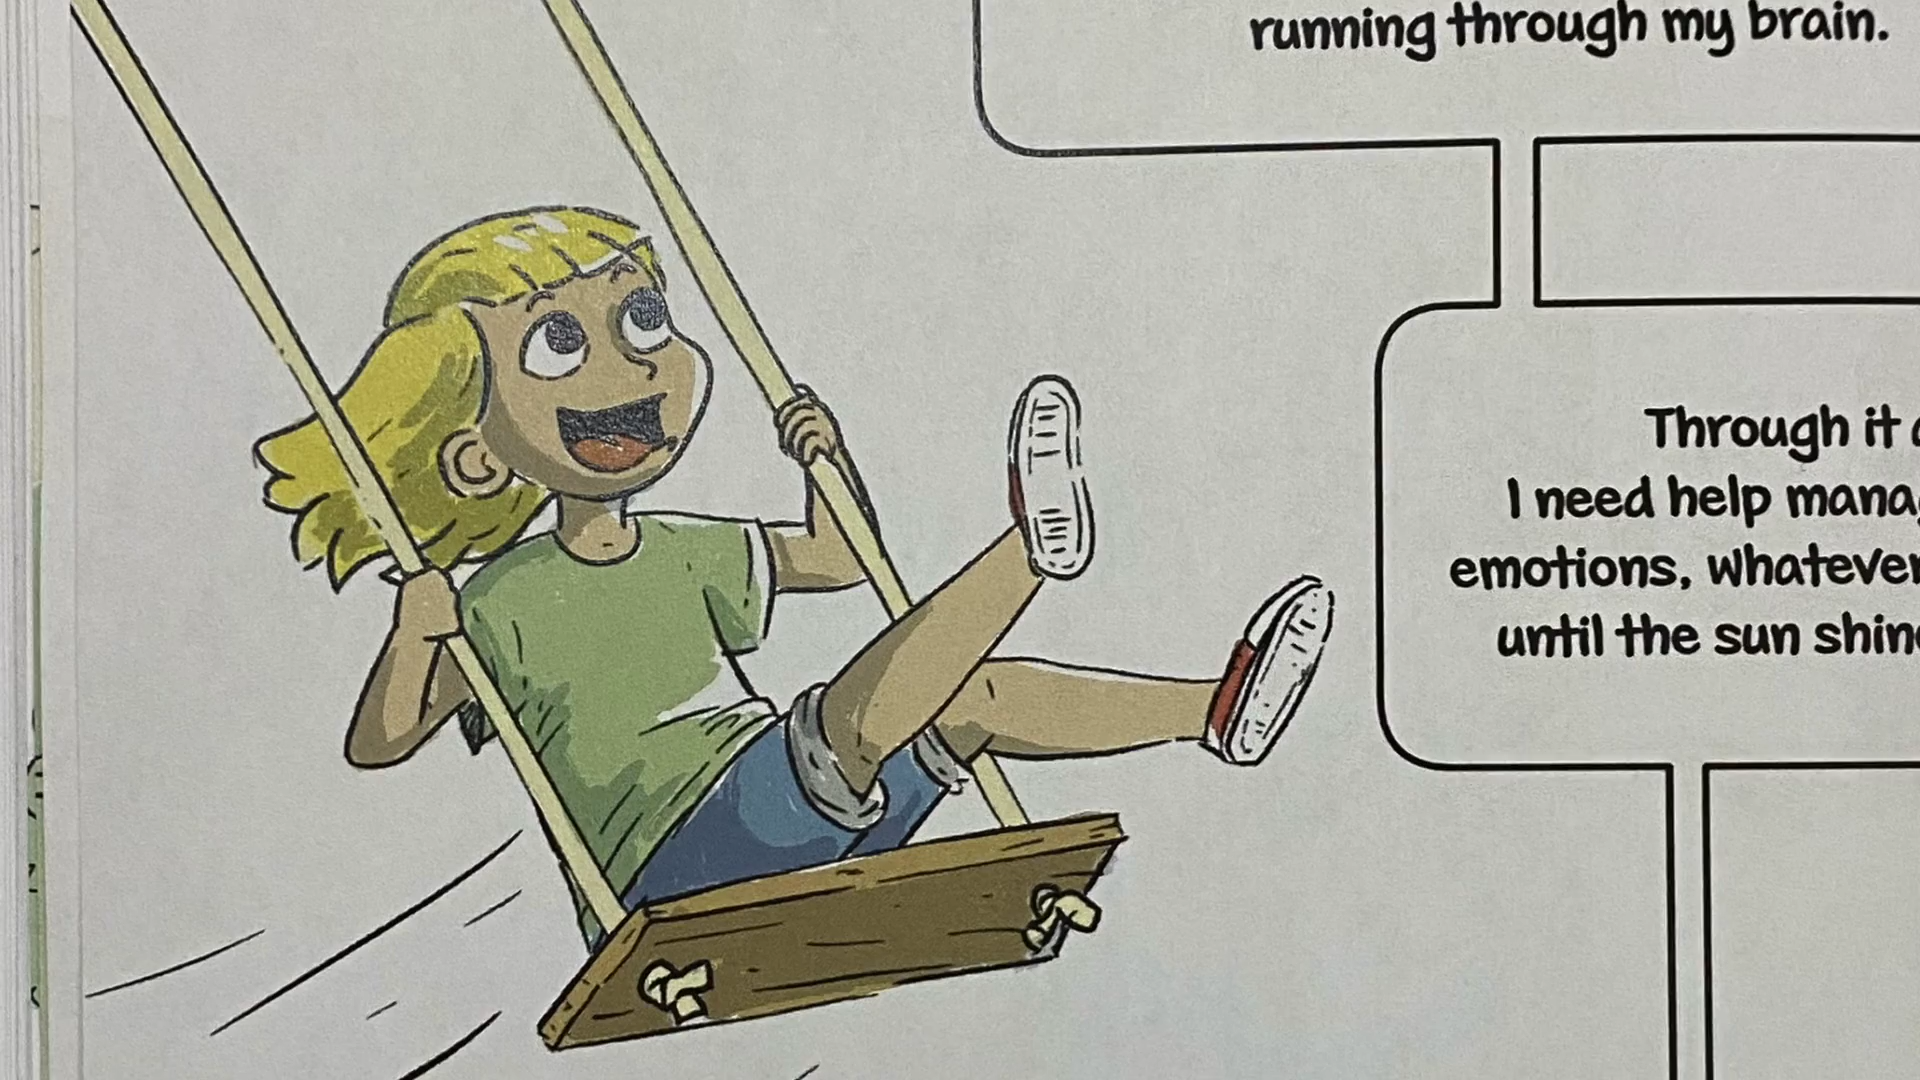 running through my brain.
Through it
I need help
emotions, whatever
until the sun